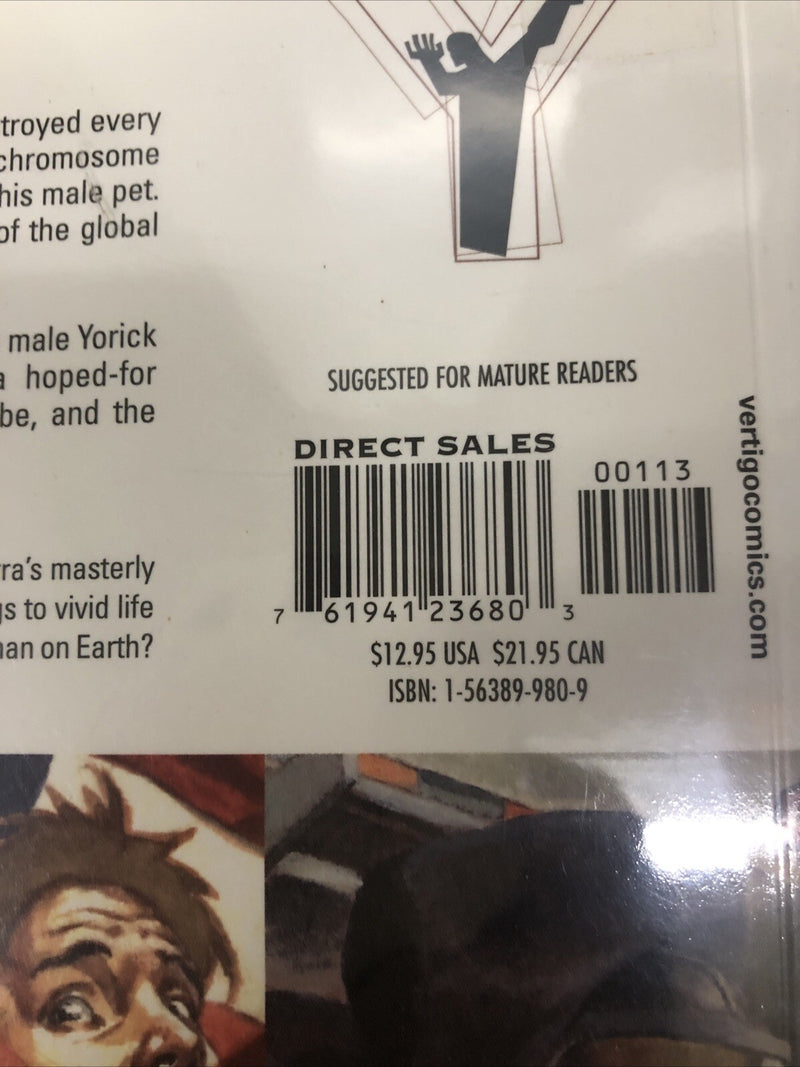 troyed every
chromosome
his male pet.
of the global
male Yorick
a hoped-for
be, and the
ra's masterly
gs to vivid life
an on Earth?
SUGGESTED FOR MATURE READERS
DIRECT SALES
00113
7 61941 23680 3
$12.95 USA $21.95 CAN
ISBN: 1-56389-980-9
vertigocomics.com